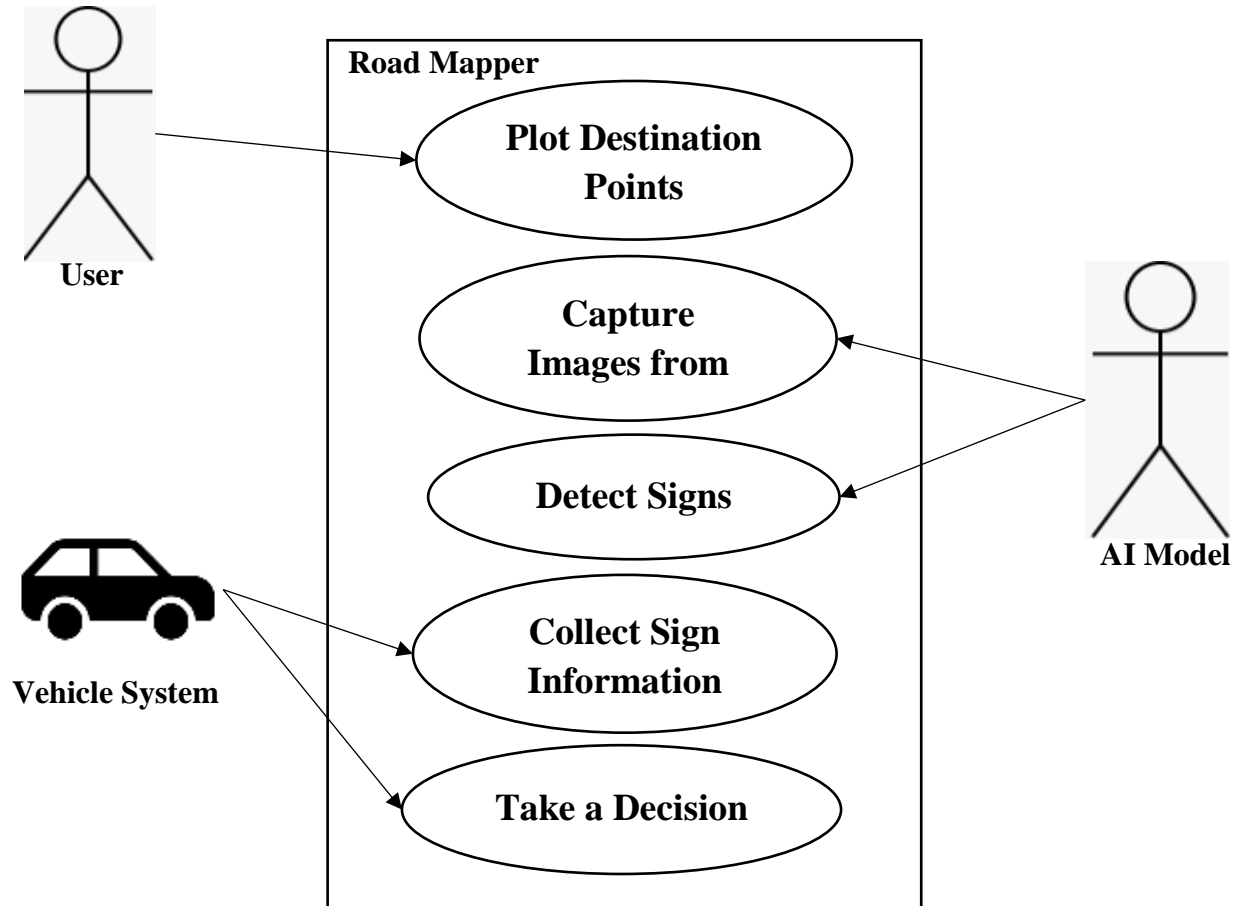 Road Mapper
Plot Destination
Points
User
Capture
Images from
Detect Signs
AI Model
Collect Sign
Information
Vehicle System
Take a Decision